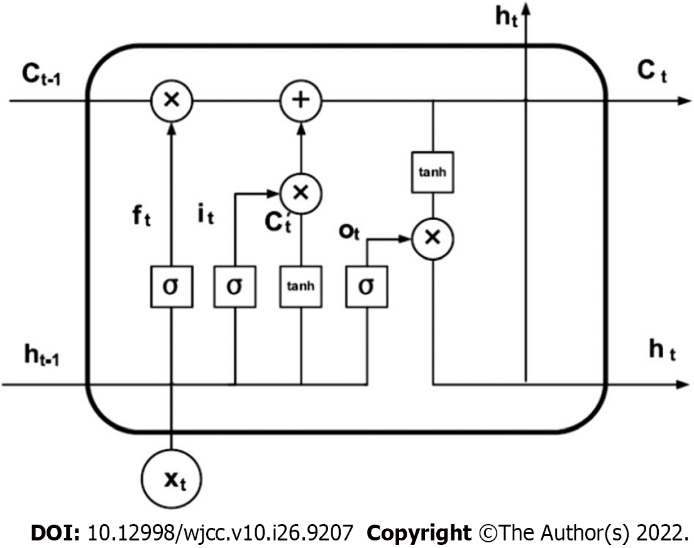 hₜ
Cₜ₋₁
Cₜ
×
+
tanh
×
fₜ
iₜ
C′ₜ
oₜ
×
σ
σ
tanh
σ
hₜ₋₁
hₜ
xₜ
DOI: 10.12998/wjcc.v10.i26.9207 Copyright ©The Author(s) 2022.